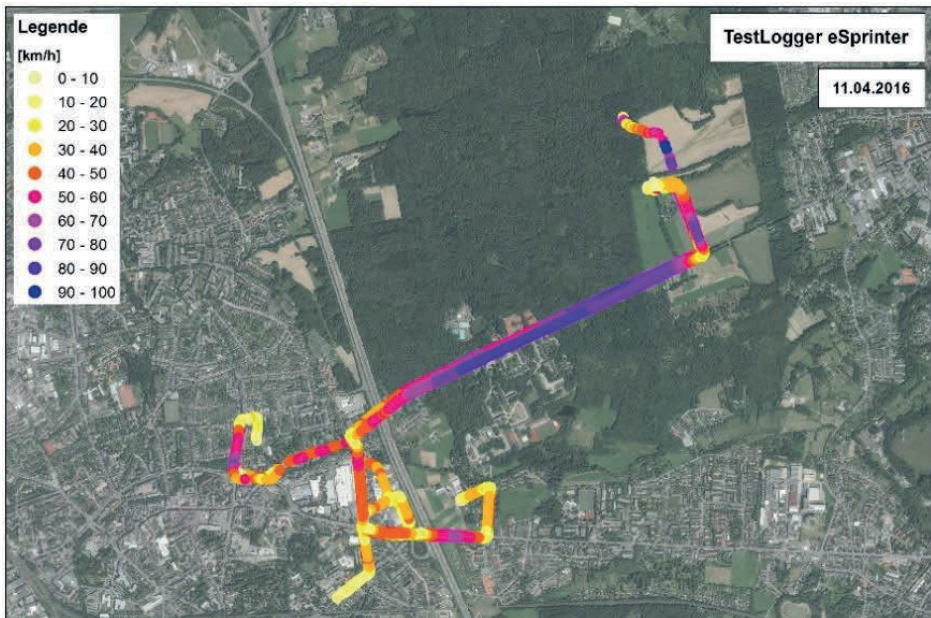 Legende
[km/h]
0 - 10
10 - 20
20 - 30
30 - 40
40 - 50
50 - 60
60 - 70
70 - 80
80 - 90
90 - 100
TestLogger eSprinter
11.04.2016